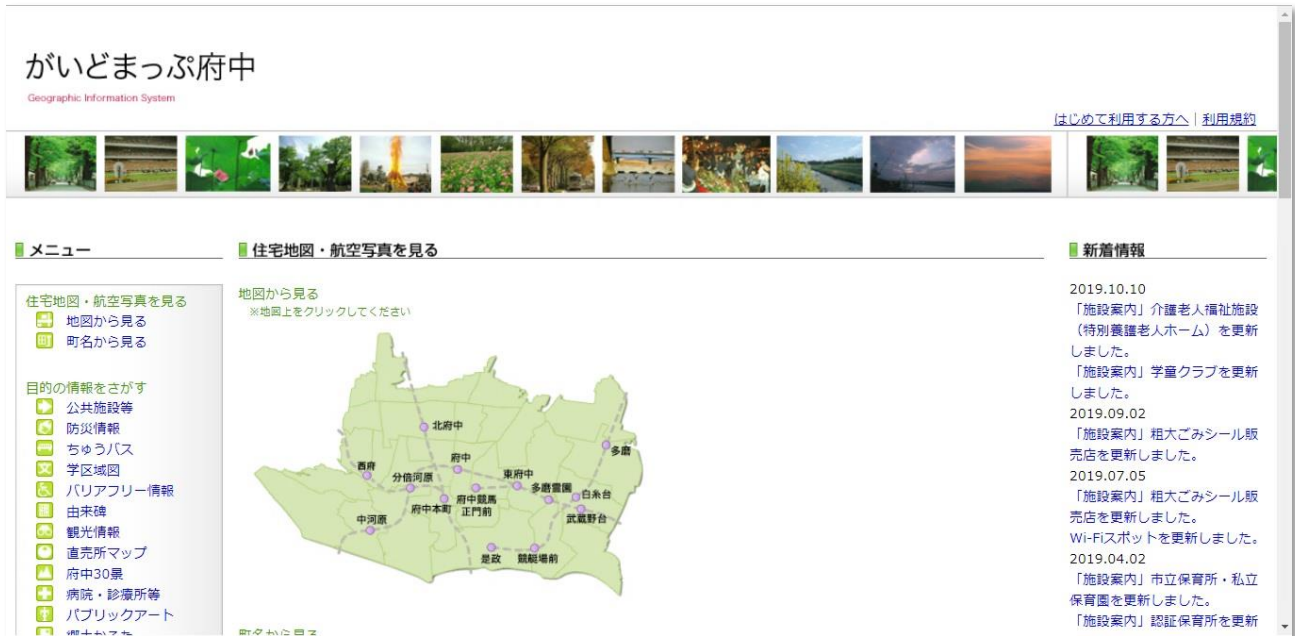 がいどまっぷ府中
Geographic Information System
はじめて利用する方へ｜利用規約
メニュー
住宅地図・航空写真を見る
地図から見る
町名から見る
目的の情報をさがす
公共施設等
防災情報
ちゅうバス
学区域図
バリアフリー情報
由来碑
観光情報
直売所マップ
府中30景
病院・診療所等
パブリックアート
郷土かるた
住宅地図・航空写真を見る
地図から見る
※地図上をクリックしてください
北府中
多磨
西府
府中
分倍河原
東府中
多磨霊園
白糸台
府中本町
府中競馬
正門前
武蔵野台
中河原
是政
競艇場前
町名から見る
新着情報
2019.10.10
「施設案内」介護老人福祉施設
（特別養護老人ホーム）を更新
しました。
「施設案内」学童クラブを更新
しました。
2019.09.02
「施設案内」粗大ごみシール販
売店を更新しました。
2019.07.05
「施設案内」粗大ごみシール販
売店を更新しました。
Wi-Fiスポットを更新しました。
2019.04.02
「施設案内」市立保育所・私立
保育園を更新しました。
「施設案内」認証保育所を更新